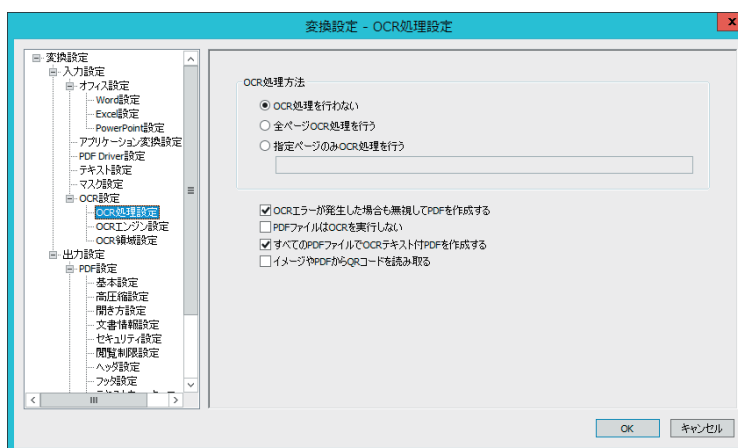 変換設定 - OCR処理設定
x
変換設定
入力設定
オフィス設定
Word設定
Excel設定
PowerPoint設定
アプリケーション変換設定
PDF Driver設定
テキスト設定
マスク設定
OCR設定
OCR処理設定
OCRエンジン設定
OCR領域設定
出力設定
PDF設定
基本設定
高圧縮設定
開き方設定
文書情報設定
セキュリティ設定
閲覧制限設定
ヘッダ設定
フッタ設定
OCR処理方法
OCR処理を行わない
全ページOCR処理を行う
指定ページのみOCR処理を行う
OCRエラーが発生した場合も無視してPDFを作成する
PDFファイルはOCRを実行しない
すべてのPDFファイルでOCRテキスト付PDFを作成する
イメージやPDFからQRコードを読み取る
OK
キャンセル